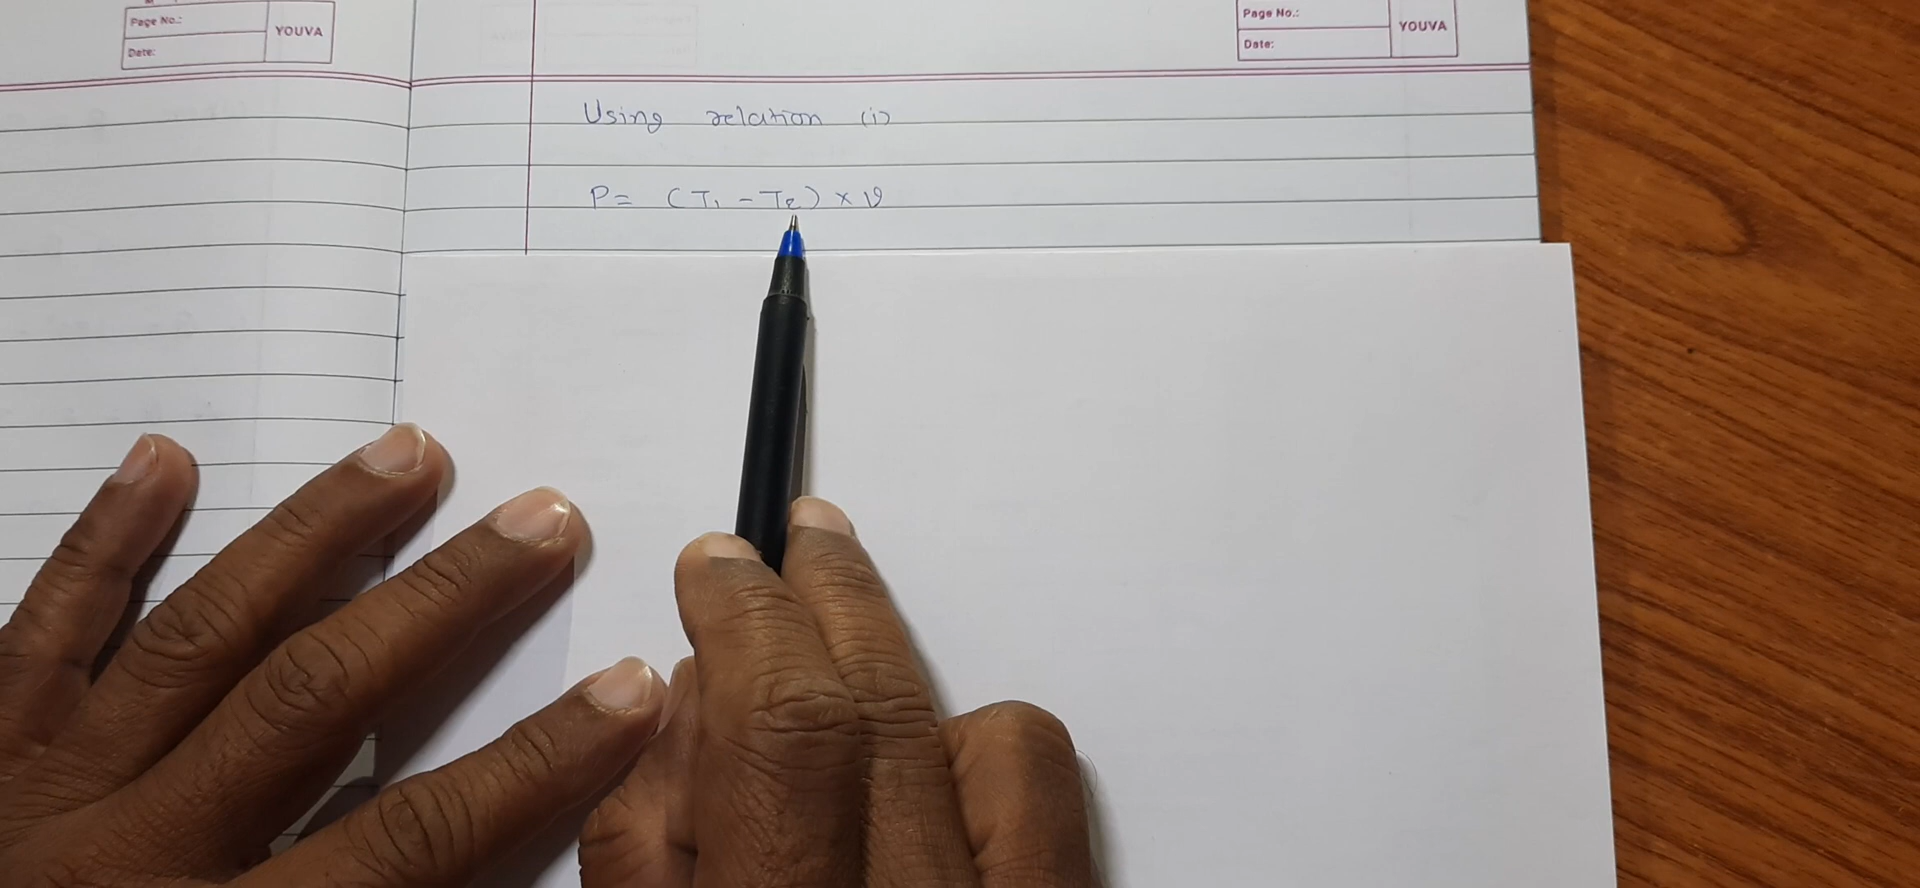 Page No.:
YOUVA
Date:
Page No.:
YOUVA
Date:
Using relation (i)
P = (T₁ - T₂) × v